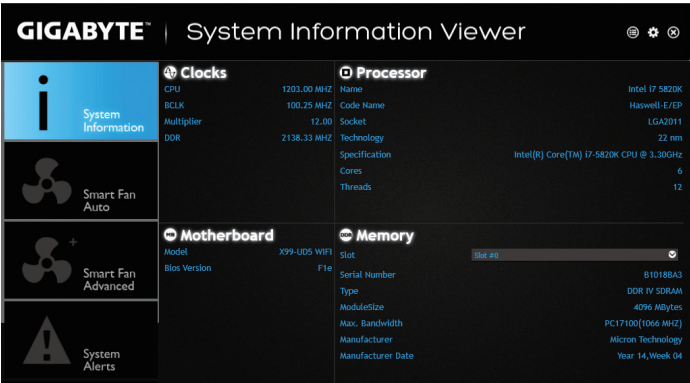 GIGABYTE™ | System Information Viewer
System
Information
Smart Fan
Auto
Smart Fan
Advanced
System
Alerts
Clocks
CPU 1203.00 MHZ
BCLK 100.25 MHZ
Multiplier 12.00
DDR 2138.33 MHZ
Processor
Name Intel i7 5820K
Code Name Haswell-E/EP
Socket LGA2011
Technology 22 nm
Specification Intel(R) Core(TM) i7-5820K CPU @ 3.30GHz
Cores 6
Threads 12
MB Motherboard
Model X99-UD5 WIFI
Bios Version F1e
DDR Memory
Slot Slot #0
Serial Number B1018BA3
Type DDR IV SDRAM
ModuleSize 4096 MBytes
Max. Bandwidth PC17100(1066 MHZ)
Manufacturer Micron Technology
Manufacturer Date Year 14,Week 04